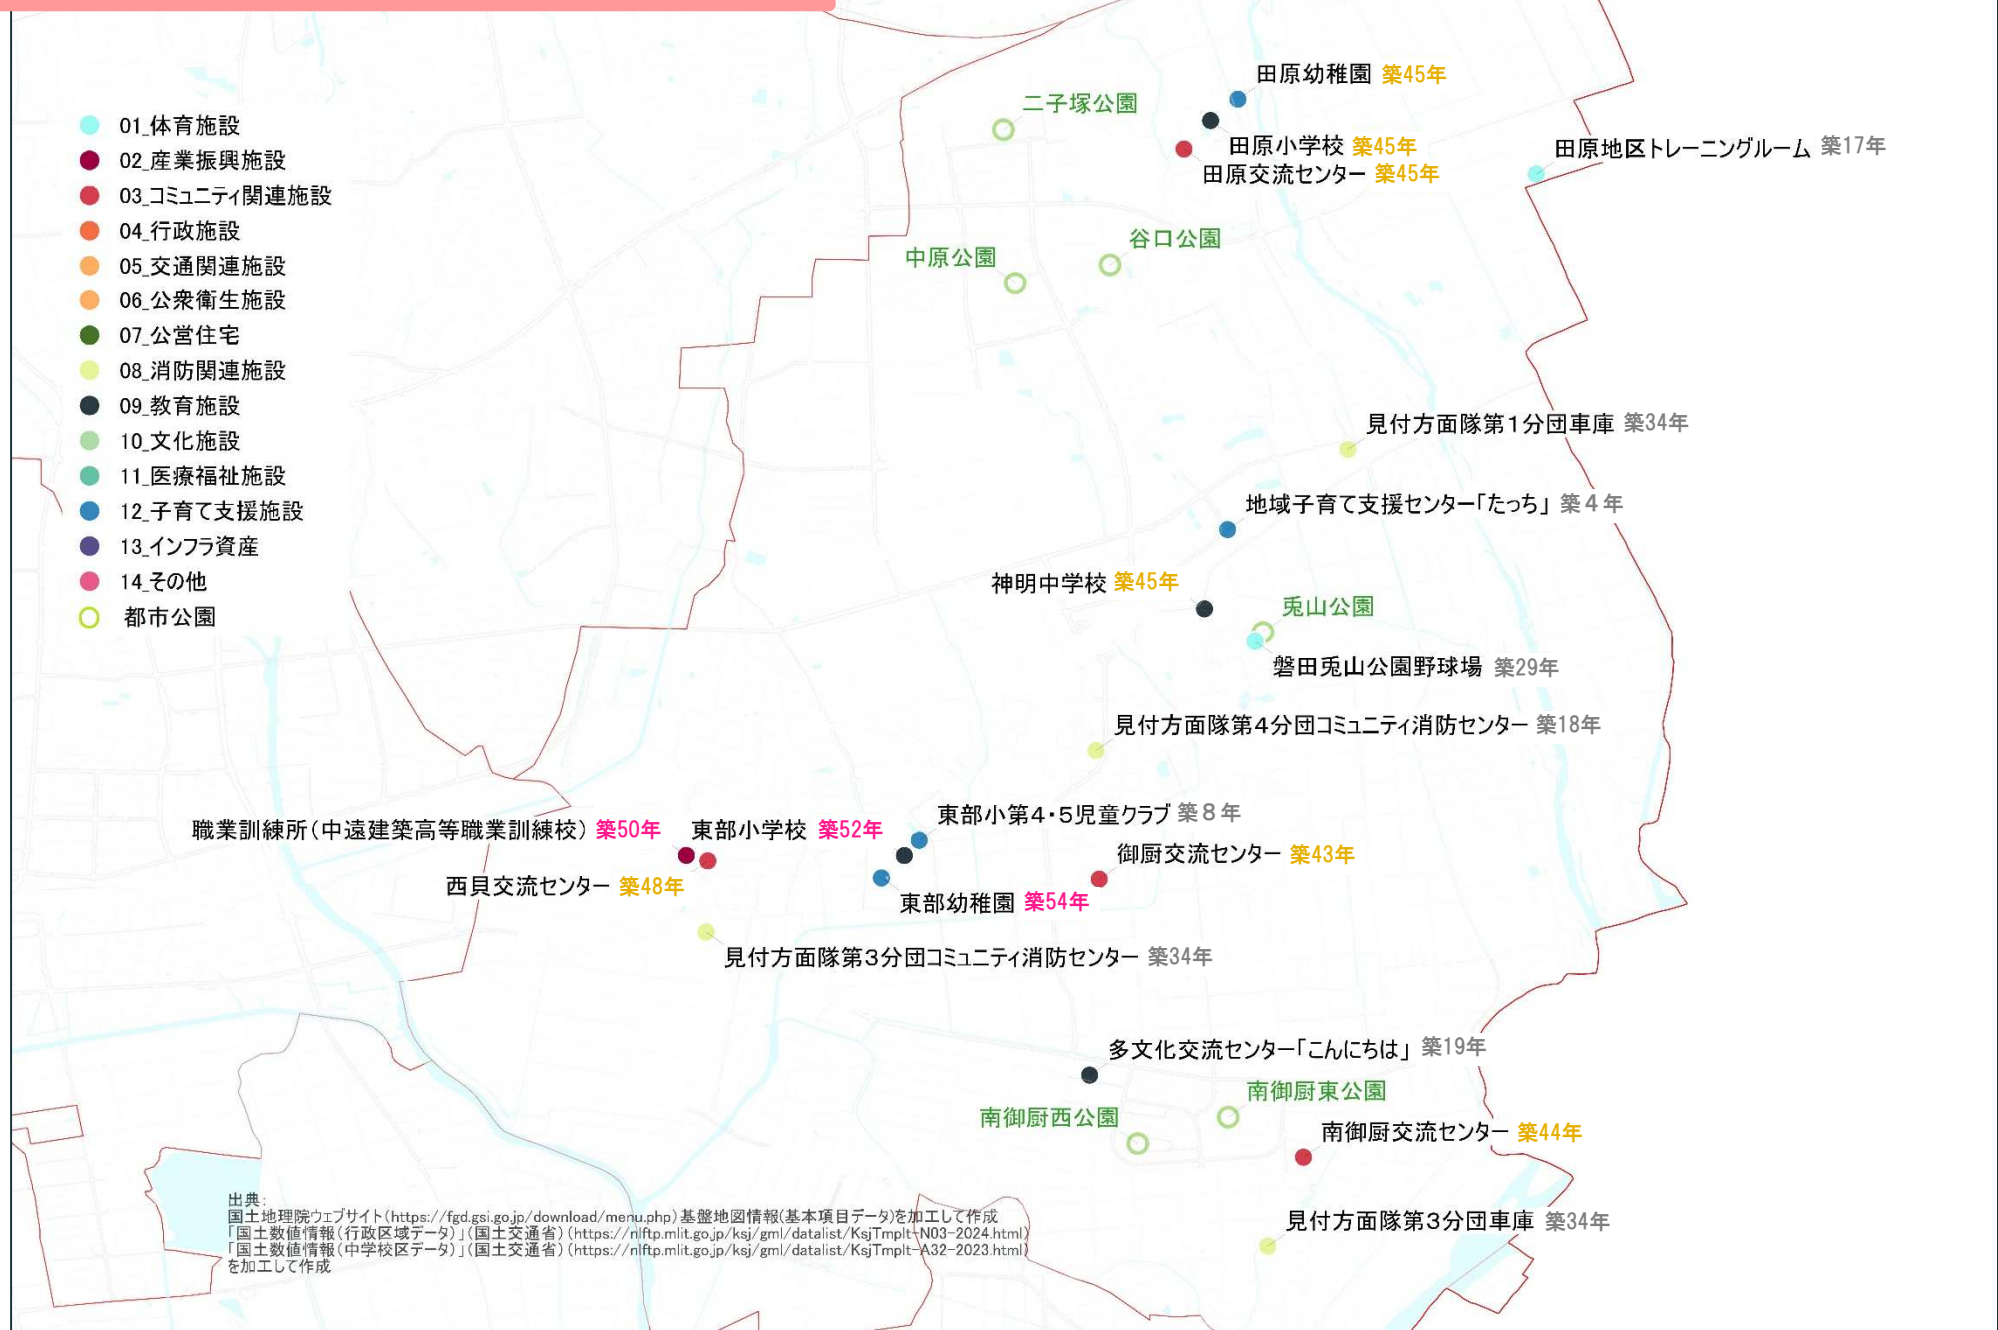 01_体育施設
02_産業振興施設
03_コミュニティ関連施設
04_行政施設
05_交通関連施設
06_公衆衛生施設
07_公営住宅
08_消防関連施設
09_教育施設
10_文化施設
11_医療福祉施設
12_子育て支援施設
13_インフラ資産
14_その他
都市公園
田原幼稚園 築45年
二子塚公園
田原小学校 築45年
田原交流センター 築45年
田原地区トレーニングルーム 築17年
谷口公園
中原公園
見付方面隊第1分団車庫 築34年
地域子育て支援センター「たっち」 築4年
神明中学校 築45年
兎山公園
磐田兎山公園野球場 築29年
見付方面隊第4分団コミュニティ消防センター 築18年
東部小第4・5児童クラブ 築8年
職業訓練所(中遠建築高等職業訓練校) 築50年
東部小学校 築52年
御厨交流センター 築43年
西貝交流センター 築48年
東部幼稚園 築54年
見付方面隊第3分団コミュニティ消防センター 築34年
多文化交流センター「こんにちは」 築19年
南御厨東公園
南御厨西公園
南御厨交流センター 築44年
見付方面隊第3分団車庫 築34年
出典:
国土地理院ウェブサイト(https://fgd.gsi.go.jp/download/menu.php)基盤地図情報(基本項目データ)を加工して作成
「国土数値情報(行政区域データ)」(国土交通省)(https://nlftp.mlit.go.jp/ksj/gml/datalist/KsjTmplt-N03-2024.html)
「国土数値情報(中学校区データ)」(国土交通省)(https://nlftp.mlit.go.jp/ksj/gml/datalist/KsjTmplt-A32-2023.html)
を加工して作成